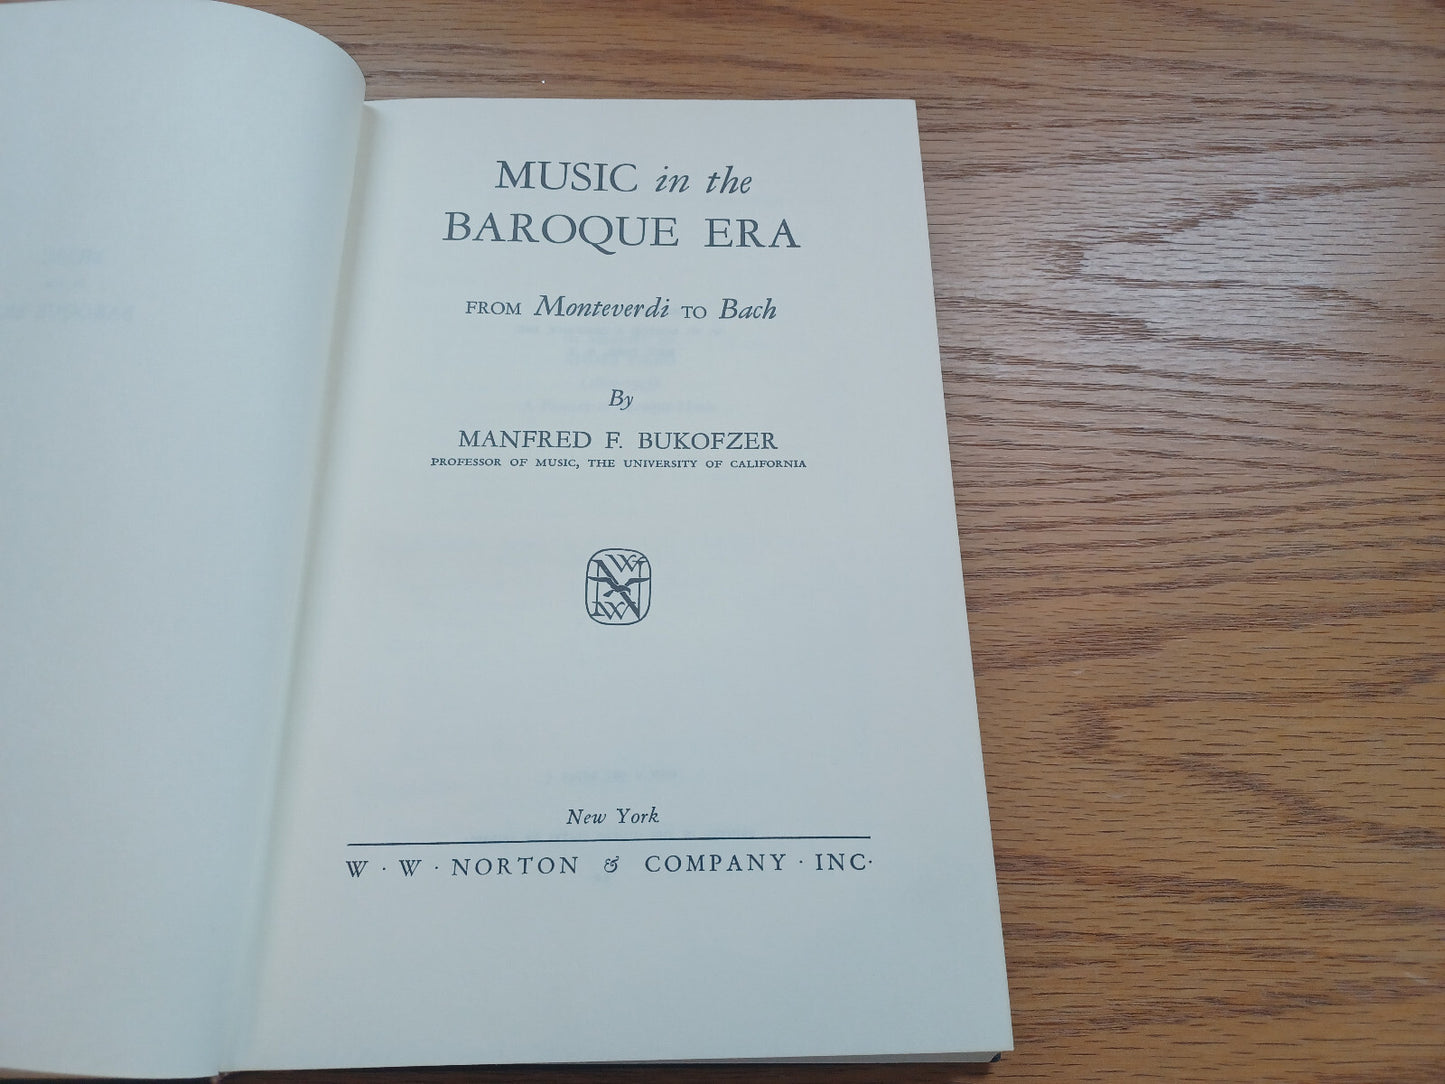 MUSIC in the
BAROQUE ERA
FROM Monteverdi TO Bach
By
MANFRED F. BUKOFZER
PROFESSOR OF MUSIC, THE UNIVERSITY OF CALIFORNIA
New York
W · W · NORTON & COMPANY · INC·